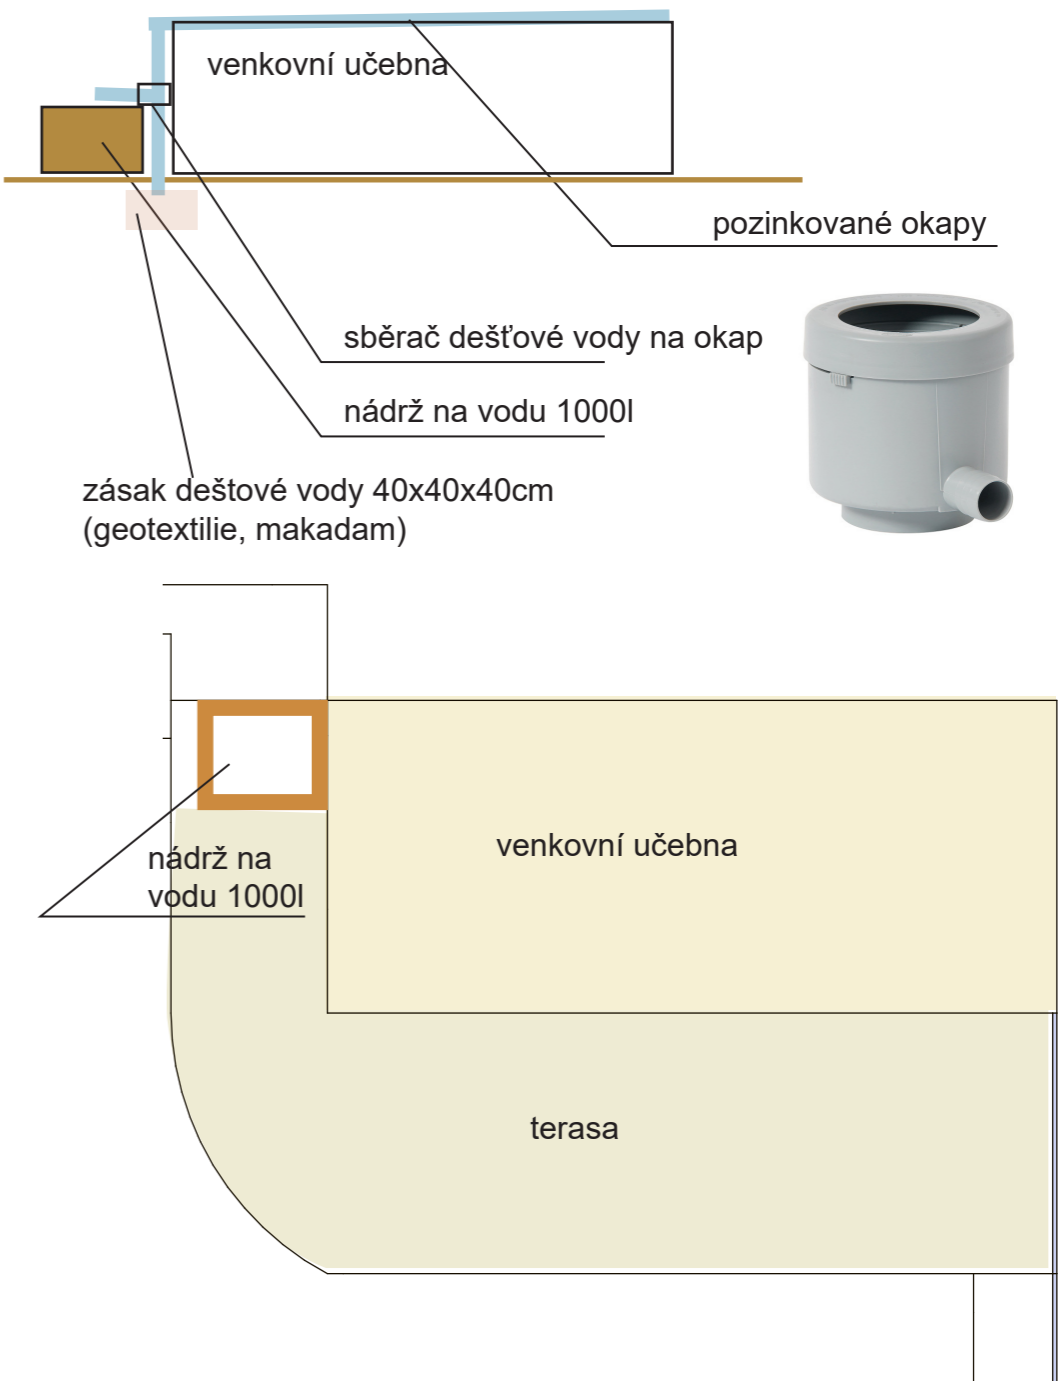 venkovní učebna
pozinkované okapy
sběrač dešťové vody na okap
nádrž na vodu 1000l
zásak deštové vody 40x40x40cm
(geotextilie, makadam)
nádrž na
vodu 1000l
venkovní učebna
terasa